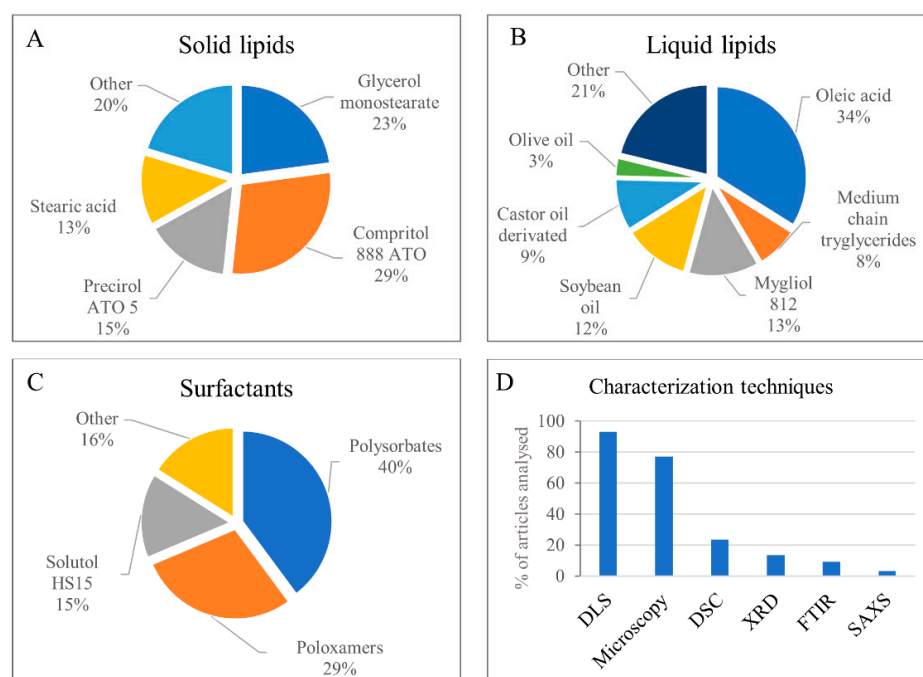 A
Solid lipids
Other
20%
Glycerol
monostearate
23%
Stearic acid
13%
Compritol
888 ATO
29%
Precirol
ATO 5
15%
B
Liquid lipids
Other
21%
Oleic acid
34%
Olive oil
3%
Castor oil
derivated
9%
Medium
chain
tryglycerides
8%
Soybean
oil
12%
Mygliol
812
13%
C
Surfactants
Other
16%
Polysorbates
40%
Solutol
HS15
15%
Poloxamers
29%
D
Characterization techniques
% of articles analysed
100
80
60
40
20
0
DLS
Microscopy
DSC
XRD
FTIR
SAXS